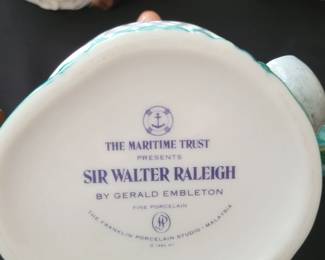 THE MARITIME TRUST
PRESENTS
SIR WALTER RALEIGH
BY GERALD EMBLETON
FINE PORCELAIN
THE FRANKLIN PORCELAIN STUDIO · MALAYSIA